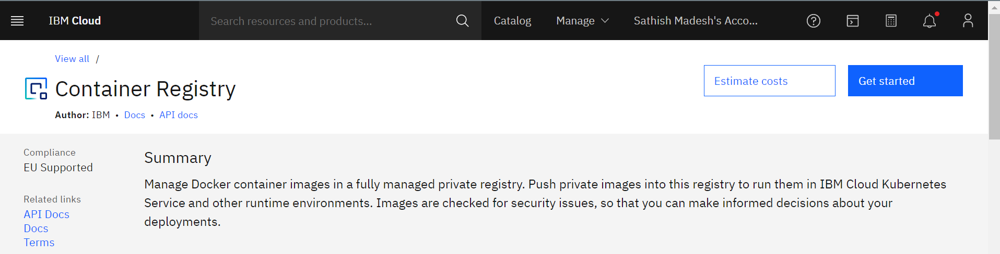 IBM Cloud Search resources and products... Catalog Manage Sathish Madesh's Acco...
View all /
Container Registry
Estimate costs Get started
Author: IBM • Docs • API docs
Compliance
EU Supported
Related links
API Docs
Docs
Terms
Summary
Manage Docker container images in a fully managed private registry. Push private images into this registry to run them in IBM Cloud Kubernetes
Service and other runtime environments. Images are checked for security issues, so that you can make informed decisions about your
deployments.